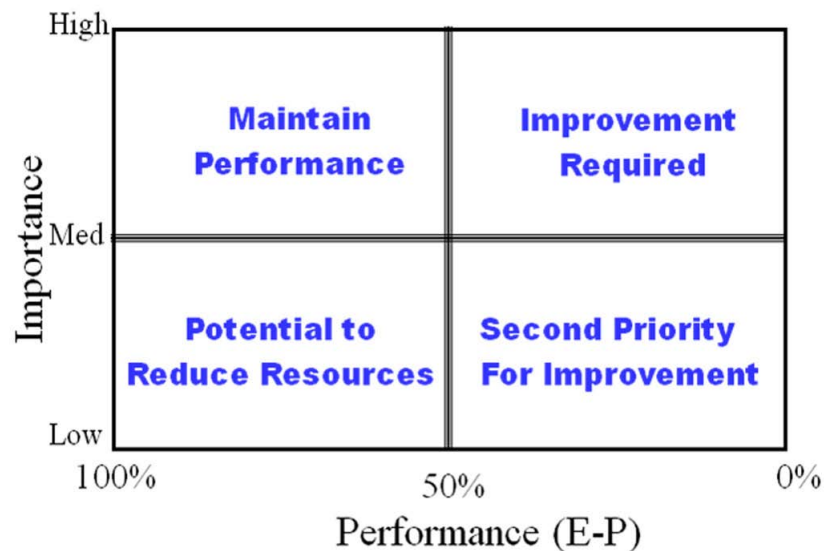 High
Maintain
Performance
Improvement
Required
Importance
Med
Potential to
Reduce Resources
Second Priority
For Improvement
Low
100%
50%
0%
Performance (E-P)